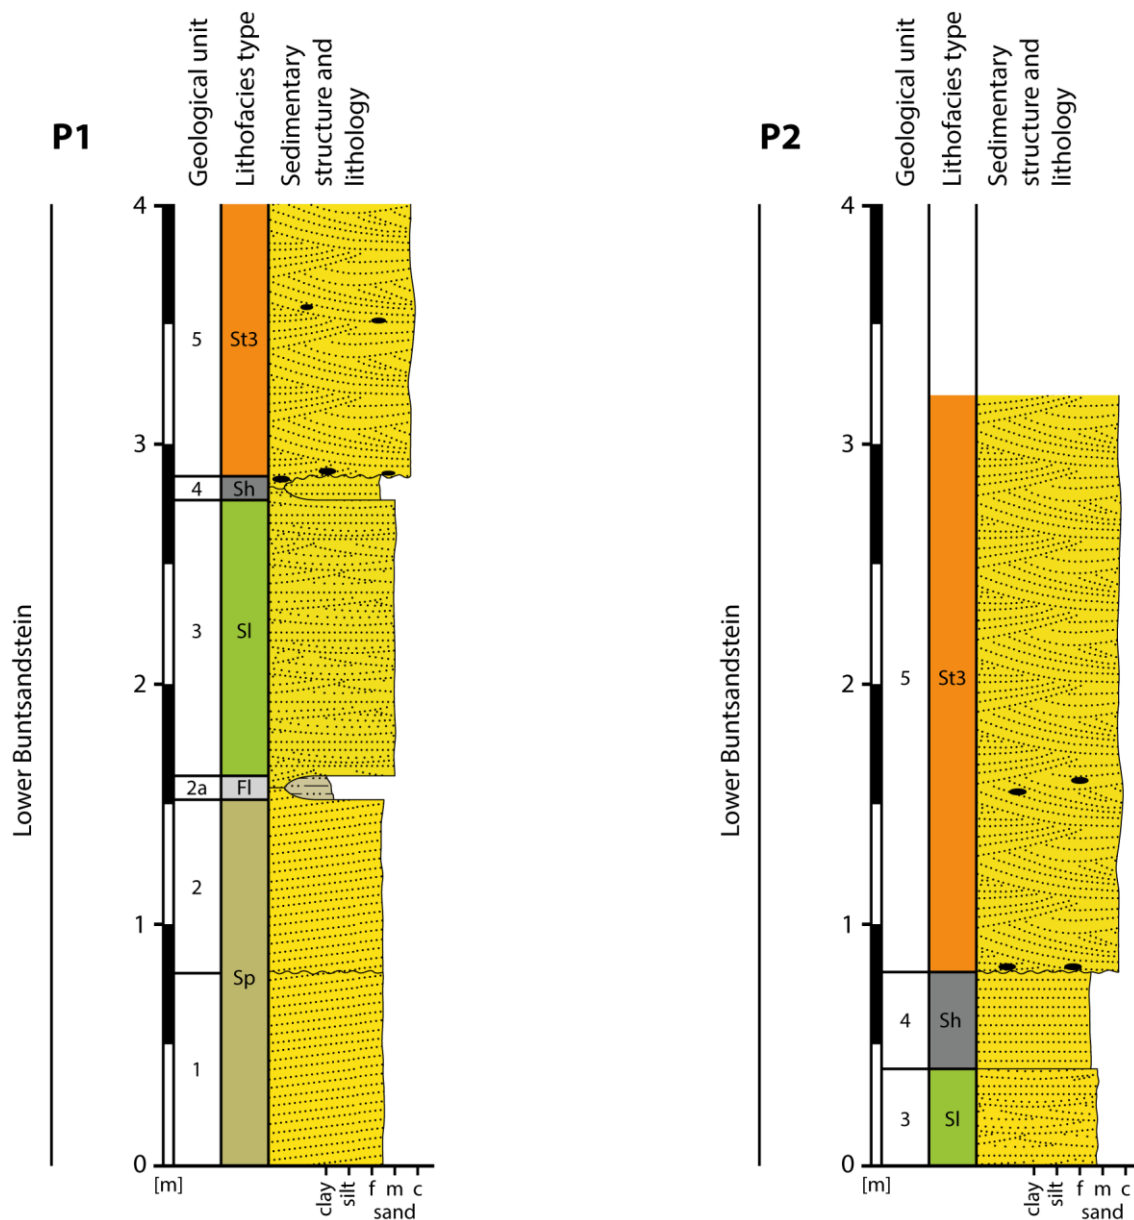 P1
Geological unit
Lithofacies type
Sedimentary
structure and
lithology
Lower Buntsandstein
4
3
2
1
0
[m]
5
St3
4
Sh
3
Sl
2a
Fl
2
Sp
1
clay
silt
f
m
c
sand
P2
Geological unit
Lithofacies type
Sedimentary
structure and
lithology
Lower Buntsandstein
4
3
2
1
0
[m]
5
St3
4
Sh
3
Sl
clay
silt
f
m
c
sand